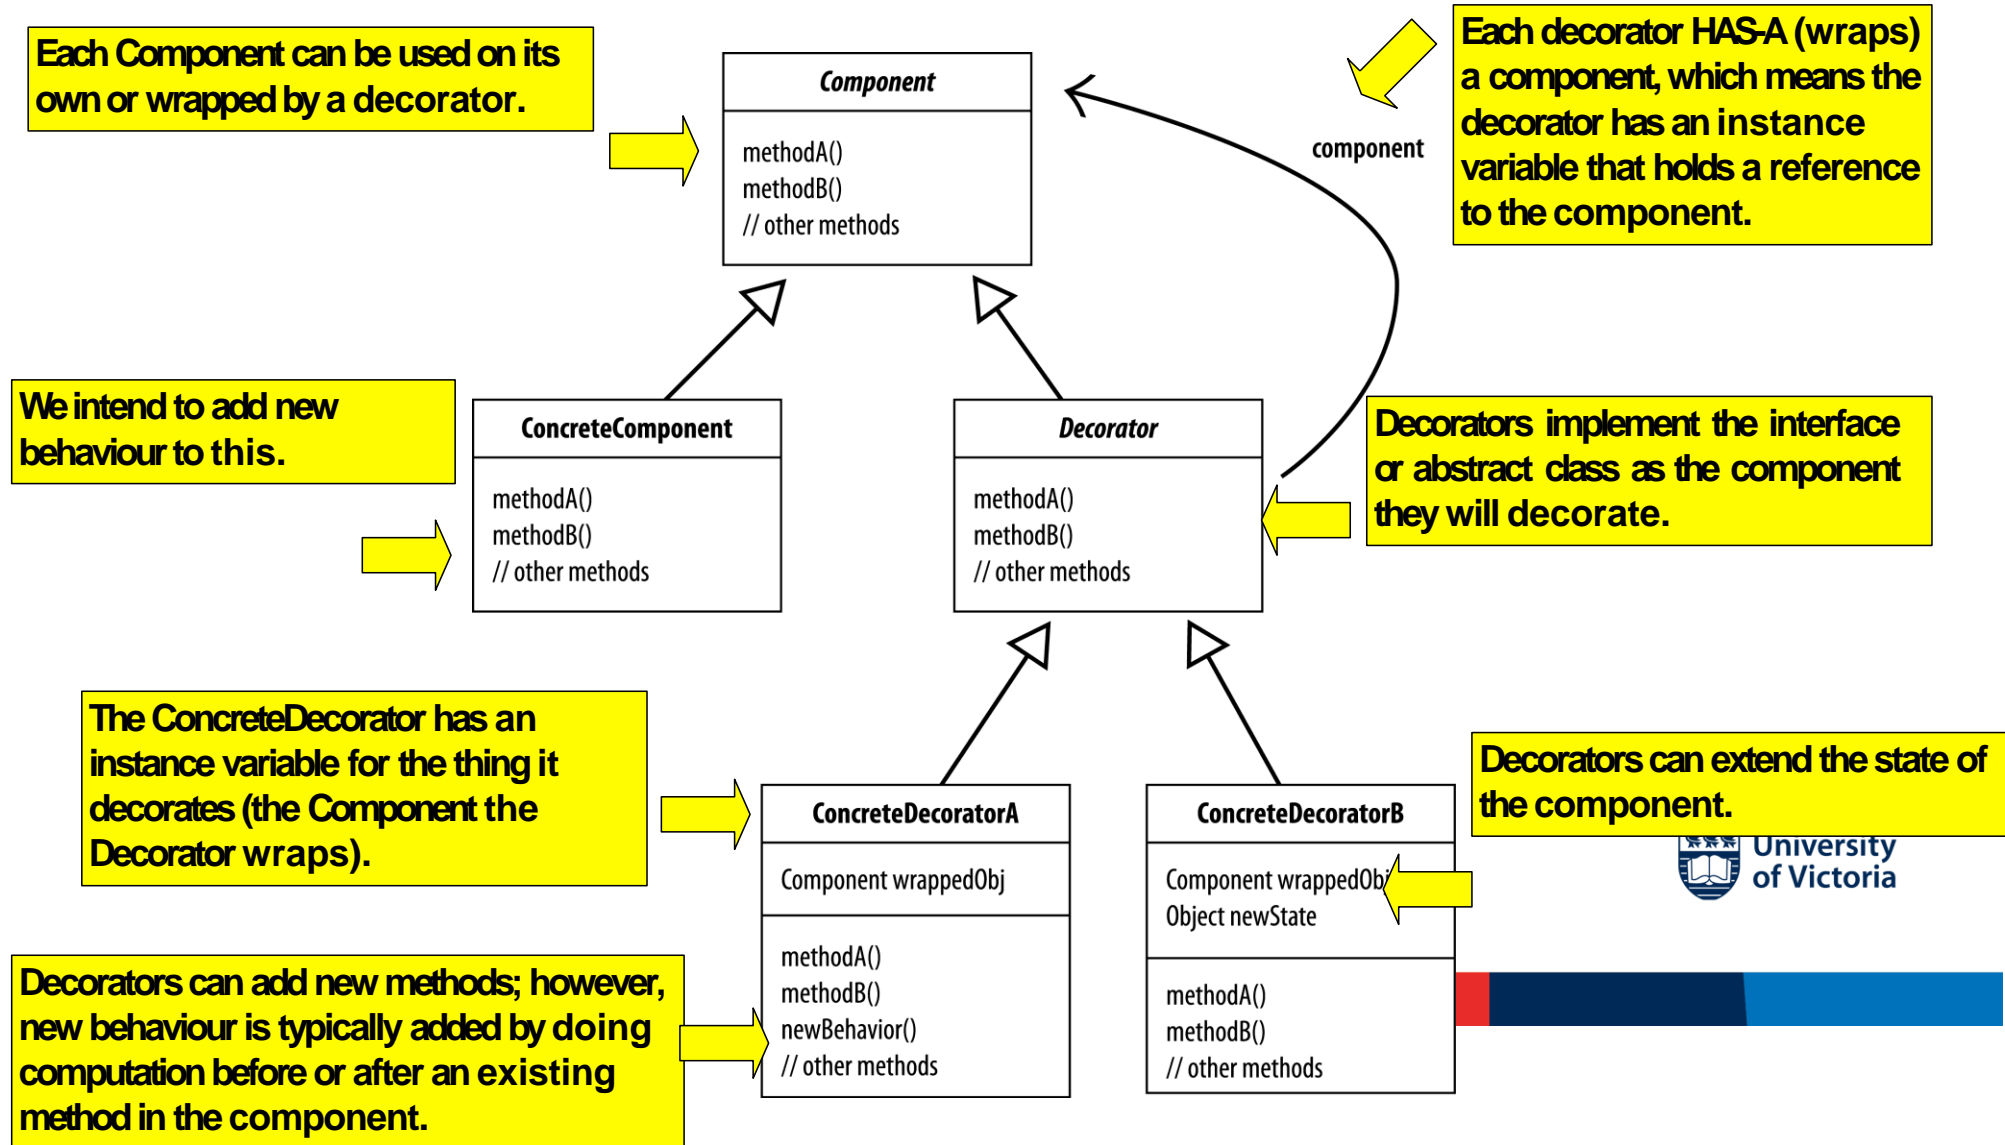 Each Component can be used on its
own or wrapped by a decorator.
Component
methodA()
methodB()
// other methods
component
Each decorator HAS-A (wraps)
a component, which means the
decorator has an instance
variable that holds a reference
to the component.
We intend to add new
behaviour to this.
ConcreteComponent
methodA()
methodB()
// other methods
Decorator
methodA()
methodB()
// other methods
Decorators implement the interface
or abstract class as the component
they will decorate.
The ConcreteDecorator has an
instance variable for the thing it
decorates (the Component the
Decorator wraps).
ConcreteDecoratorA
Component wrappedObj
methodA()
methodB()
newBehavior()
// other methods
ConcreteDecoratorB
Component wrappedObj
Object newState
methodA()
methodB()
// other methods
Decorators can extend the state of
the component.
University
of Victoria
Decorators can add new methods; however,
new behaviour is typically added by doing
computation before or after an existing
method in the component.